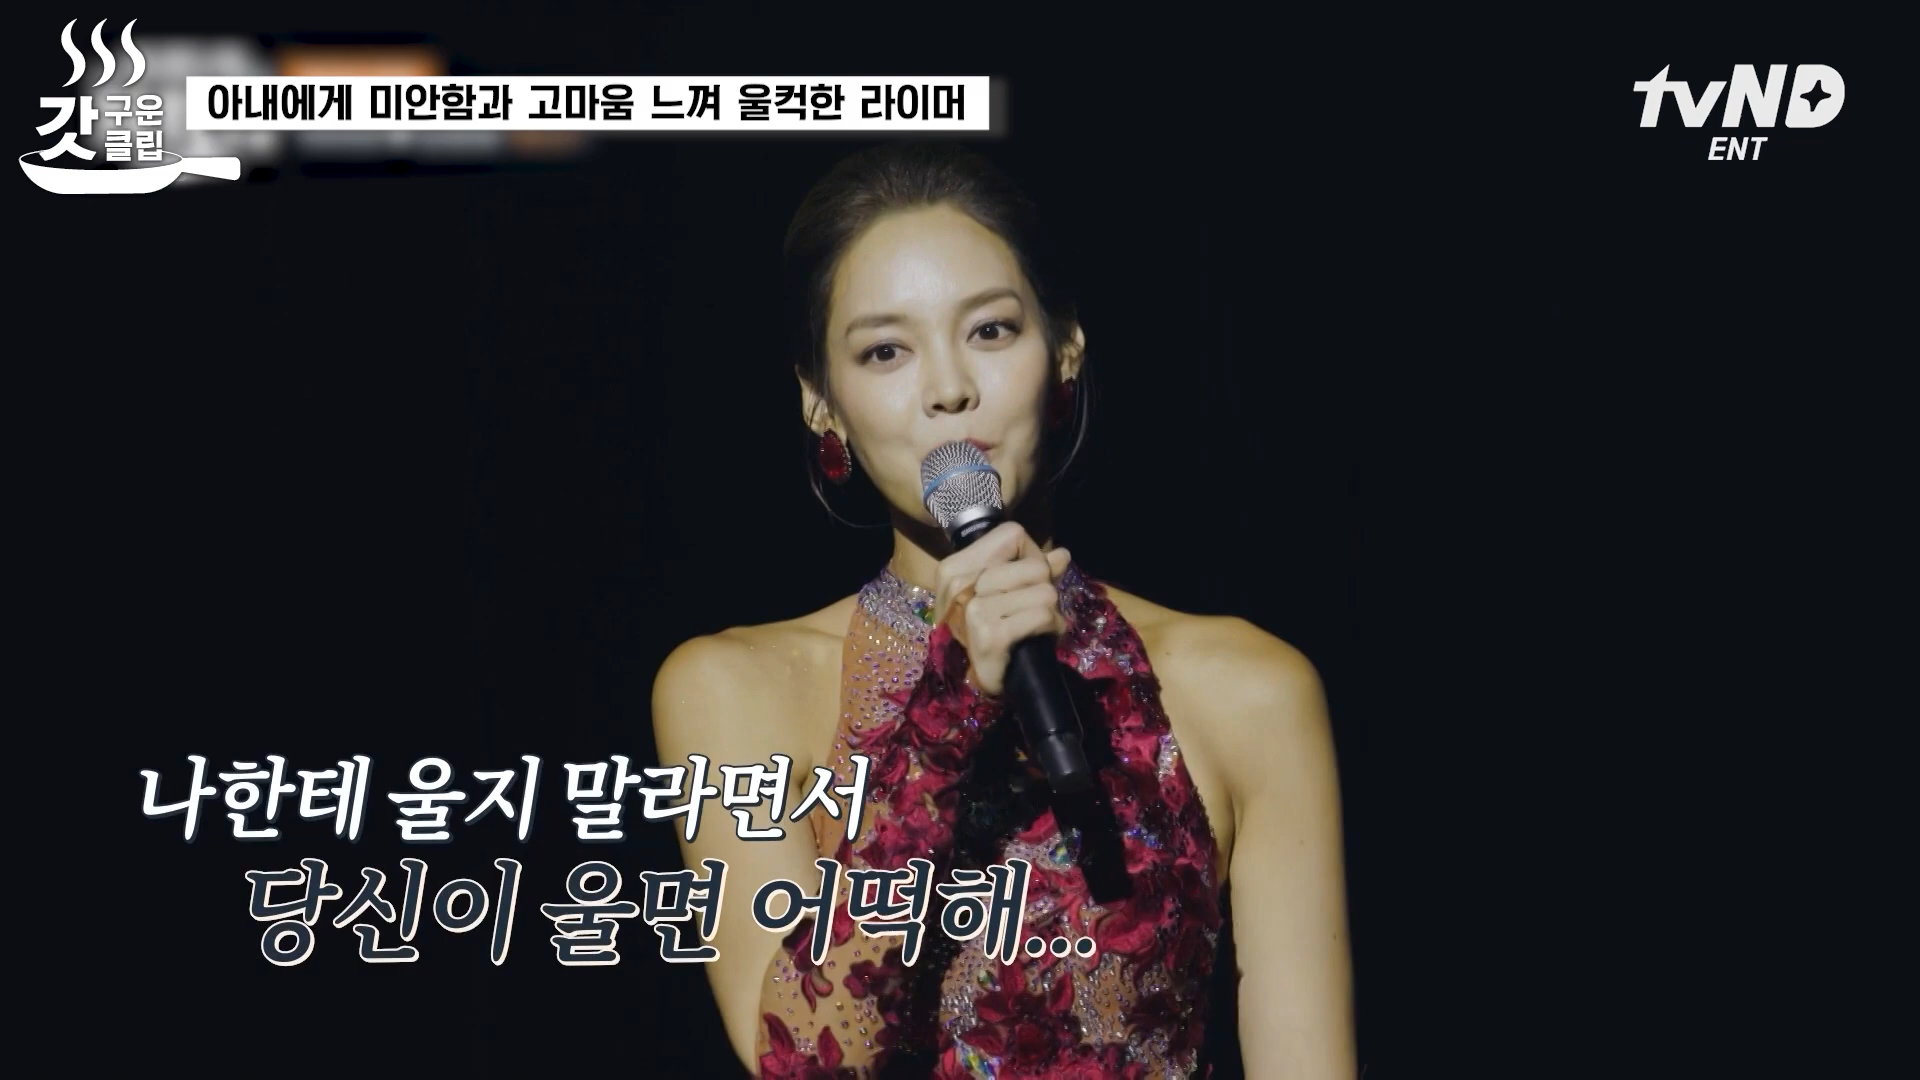 갓구운클립
아내에게 미안함과 고마움 느껴 울컥한 라이머
tvND
ENT
나한테 울지 말라면서
당신이 울면 어떡해...